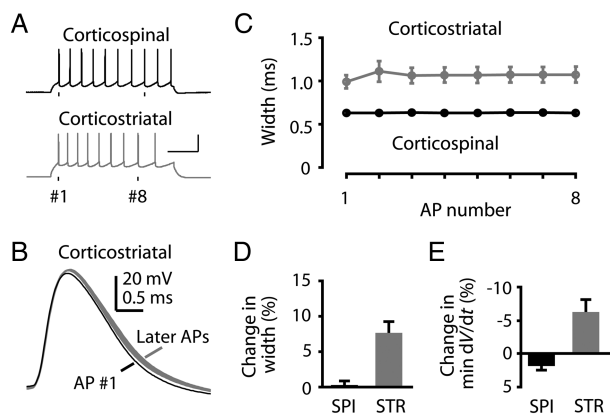 A
Corticospinal
Corticostriatal
#1
#8
B
Corticostriatal
20 mV
0.5 ms
Later APs
AP #1
C
Corticostriatal
1.5
1.0
0.5
0
Width (ms)
Corticospinal
1
8
AP number
D
15
10
5
0
Change in
width (%)
SPI
STR
E
-10
-5
0
5
Change in
min dV/dt (%)
SPI
STR